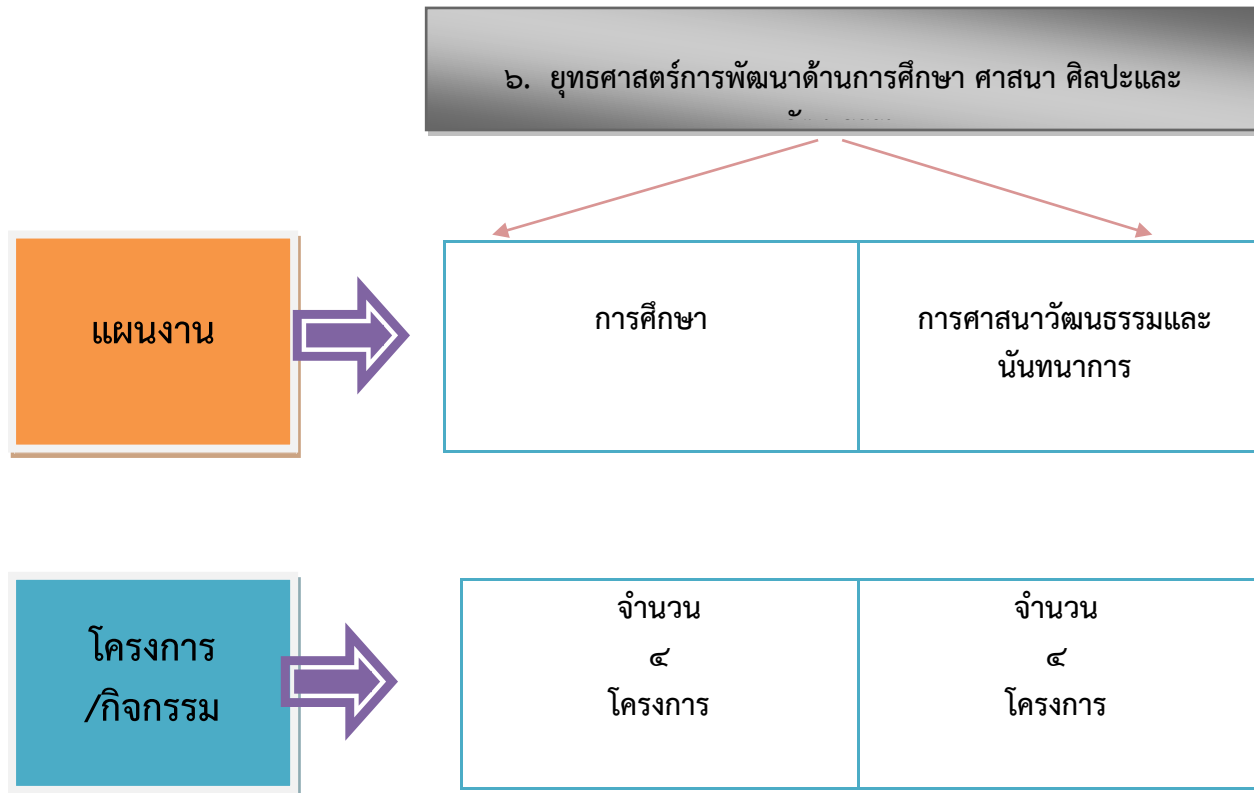 ๖. ยุทธศาสตร์การพัฒนาด้านการศึกษา ศาสนา ศิลปะและ
แผนงาน
การศึกษา
การศาสนาวัฒนธรรมและ
นันทนาการ
โครงการ
/กิจกรรม
จำนวน
๔
โครงการ
จำนวน
๔
โครงการ